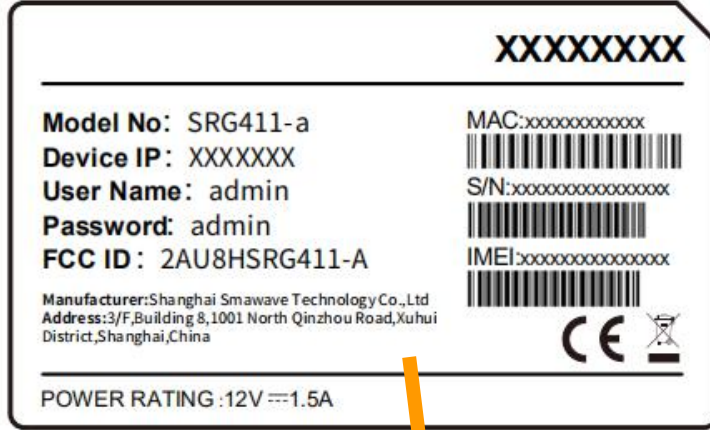 XXXXXXXX
Model No: SRG411-a
Device IP: XXXXXXX
User Name: admin
Password: admin
FCC ID: 2AU8HSRG411-A
Manufacturer:Shanghai Smawave Technology Co.,Ltd
Address:3/F,Building 8,1001 North Qinzhou Road,Xuhui
District,Shanghai,China
MAC:xxxxxxxxxxxx
S/N:xxxxxxxxxxxxxxxxx
IMEI:xxxxxxxxxxxxxxx
CE
POWER RATING :12V⎓1.5A